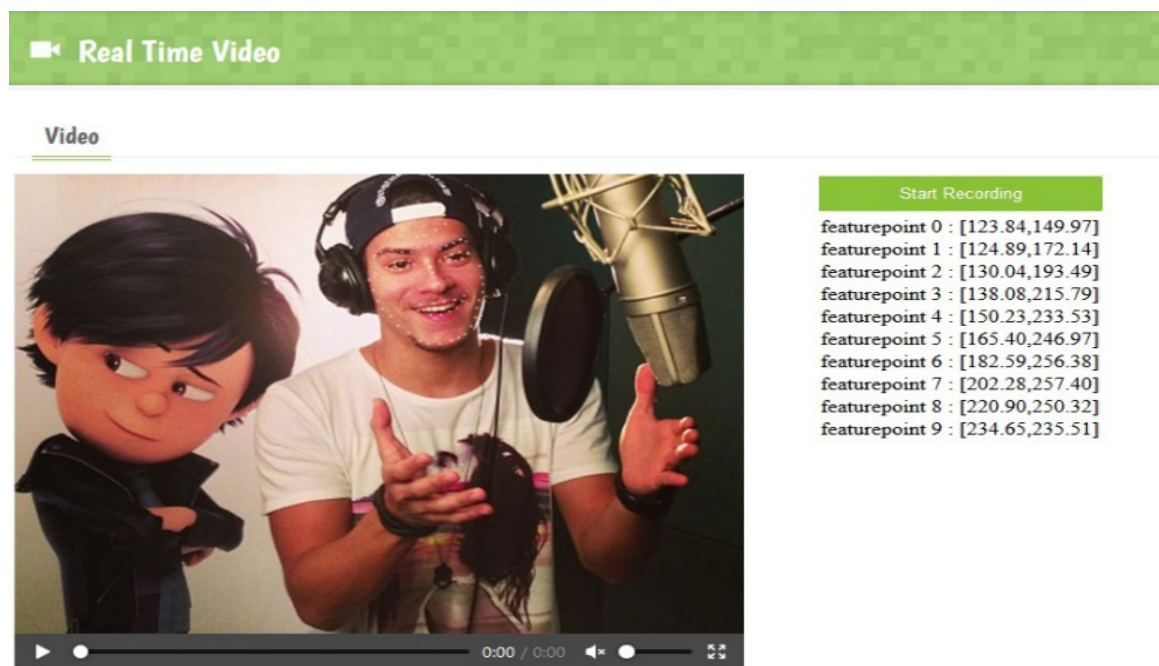 Real Time Video
Video
Start Recording
featurepoint 0 : [123.84,149.97]
featurepoint 1 : [124.89,172.14]
featurepoint 2 : [130.04,193.49]
featurepoint 3 : [138.08,215.79]
featurepoint 4 : [150.23,233.53]
featurepoint 5 : [165.40,246.97]
featurepoint 6 : [182.59,256.38]
featurepoint 7 : [202.28,257.40]
featurepoint 8 : [220.90,250.32]
featurepoint 9 : [234.65,235.51]
0:00 / 0:00